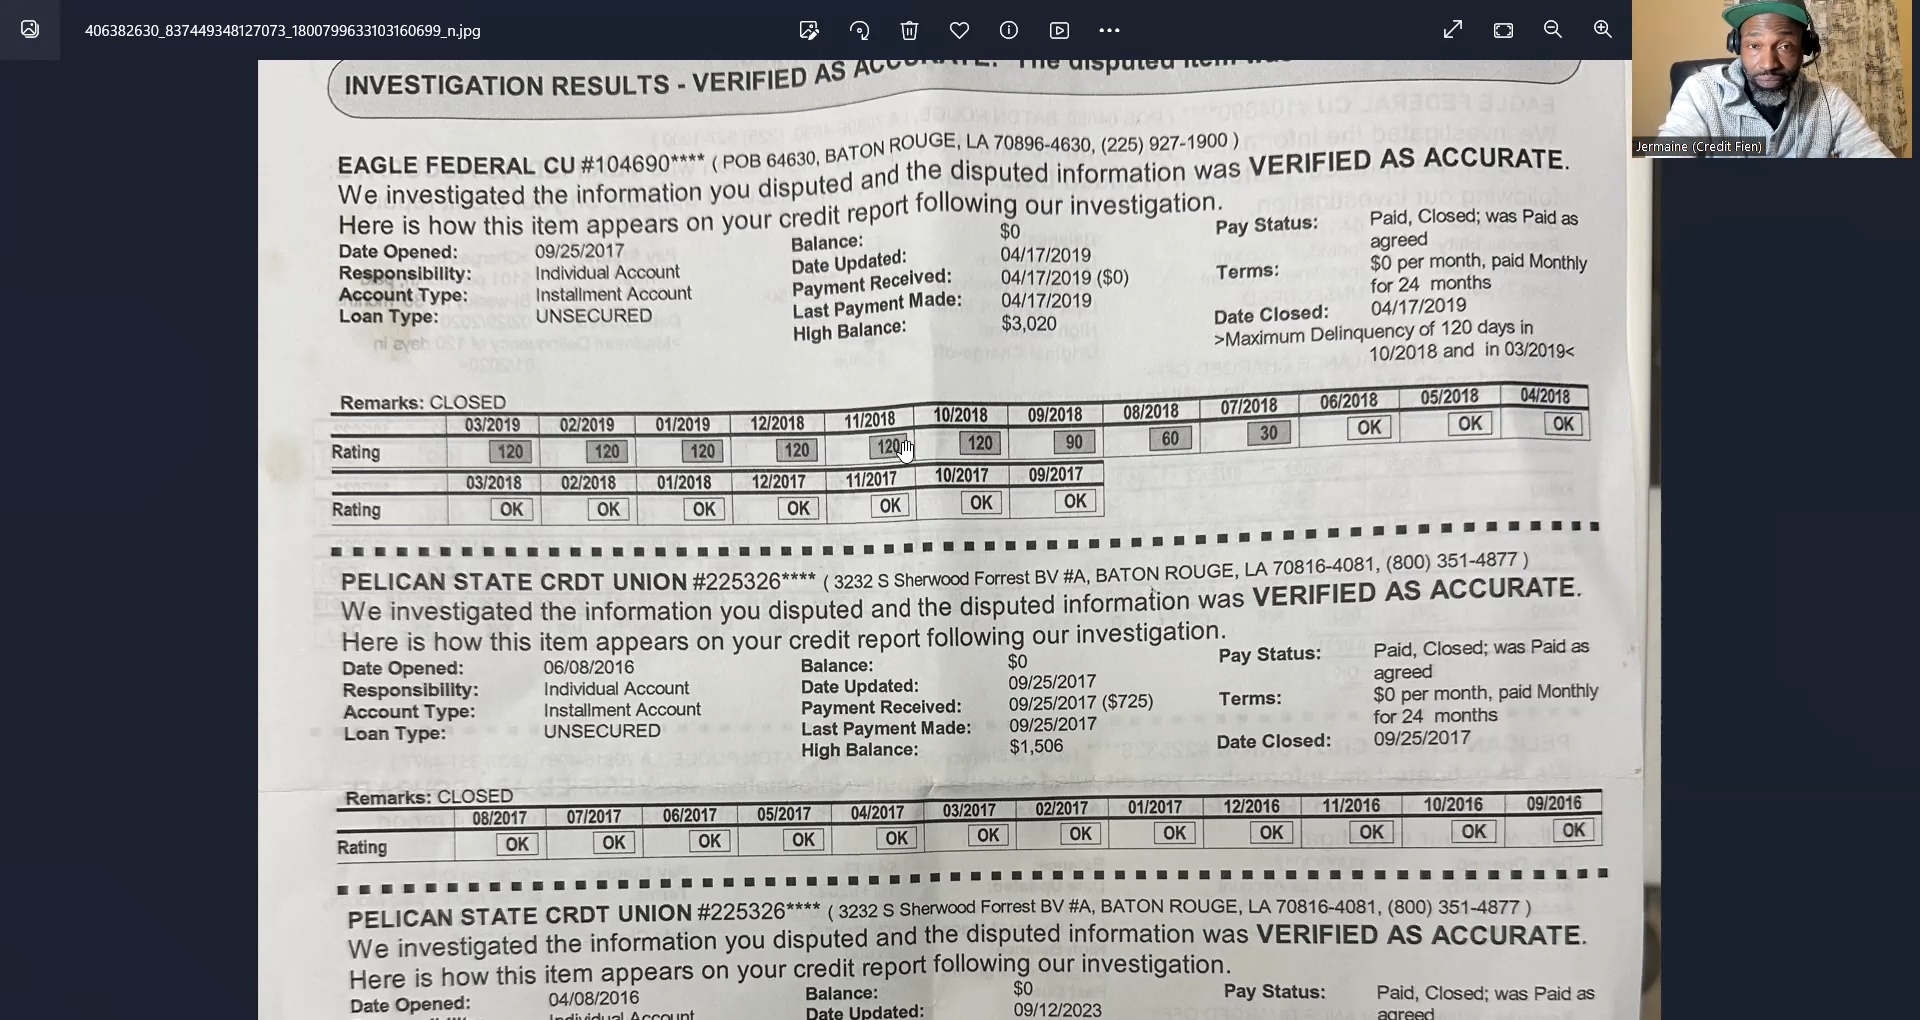 406382630_837449348127073_1800799633103160699_n.jpg
Jermaine (Credit Fien)
INVESTIGATION RESULTS - VERIFIED AS ACCURATE: The disputed item was
EAGLE FEDERAL CU #104690**** ( POB 64630, BATON ROUGE, LA 70896-4630, (225) 927-1900 )
We investigated the information you disputed and the disputed information was VERIFIED AS ACCURATE.
Here is how this item appears on your credit report following our investigation.
Date Opened: 09/25/2017
Responsibility: Individual Account
Account Type: Installment Account
Loan Type: UNSECURED
Balance: $0
Date Updated: 04/17/2019
Payment Received: 04/17/2019 ($0)
Last Payment Made: 04/17/2019
High Balance: $3,020
Pay Status: Paid, Closed; was Paid as
agreed
Terms: $0 per month, paid Monthly
for 24 months
Date Closed: 04/17/2019
>Maximum Delinquency of 120 days in
10/2018 and in 03/2019<
Remarks: CLOSED
03/2019 02/2019 01/2019 12/2018 11/2018 10/2018 09/2018 08/2018 07/2018 06/2018 05/2018 04/2018
Rating 120 120 120 120 120 120 90 60 30 OK OK OK
03/2018 02/2018 01/2018 12/2017 11/2017 10/2017 09/2017
Rating OK OK OK OK OK OK OK
PELICAN STATE CRDT UNION #225326**** ( 3232 S Sherwood Forrest BV #A, BATON ROUGE, LA 70816-4081, (800) 351-4877 )
We investigated the information you disputed and the disputed information was VERIFIED AS ACCURATE.
Here is how this item appears on your credit report following our investigation.
Date Opened: 06/08/2016
Responsibility: Individual Account
Account Type: Installment Account
Loan Type: UNSECURED
Balance: $0
Date Updated: 09/25/2017
Payment Received: 09/25/2017 ($725)
Last Payment Made: 09/25/2017
High Balance: $1,506
Pay Status: Paid, Closed; was Paid as
agreed
Terms: $0 per month, paid Monthly
for 24 months
Date Closed: 09/25/2017
Remarks: CLOSED
08/2017 07/2017 06/2017 05/2017 04/2017 03/2017 02/2017 01/2017 12/2016 11/2016 10/2016 09/2016
Rating OK OK OK OK OK OK OK OK OK OK OK OK
PELICAN STATE CRDT UNION #225326**** ( 3232 S Sherwood Forrest BV #A, BATON ROUGE, LA 70816-4081, (800) 351-4877 )
We investigated the information you disputed and the disputed information was VERIFIED AS ACCURATE.
Here is how this item appears on your credit report following our investigation.
Date Opened: 04/08/2016
Individual Account
Balance: $0
Date Updated: 09/12/2023
Pay Status: Paid, Closed; was Paid as
agreed